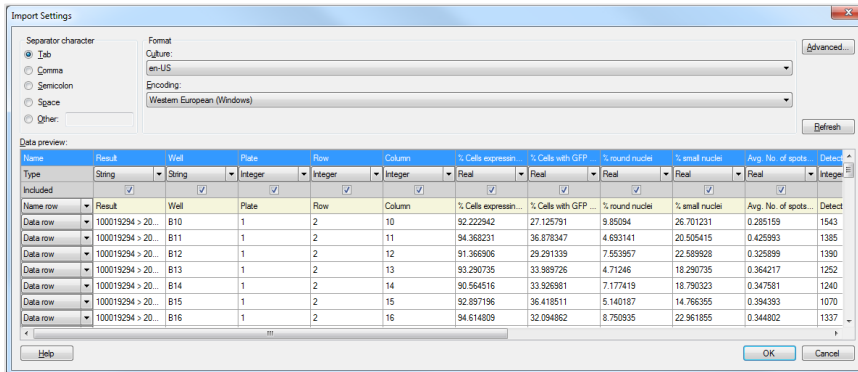 Import Settings
Separator character
Tab
Comma
Semicolon
Space
Other:
Format
Culture:
en-US
Encoding:
Western European (Windows)
Advanced...
Refresh
Data preview:
Name Result Well Plate Row Column % Cells expressin... % Cells with GFP ... % round nuclei % small nuclei Avg. No. of spots... Detect
Type String String Integer Integer Integer Real Real Real Real Real Integer
Included
Name row Result Well Plate Row Column % Cells expressin... % Cells with GFP ... % round nuclei % small nuclei Avg. No. of spots... Detect
Data row 100019294 > 20... B10 1 2 10 92.222942 27.125791 9.85094 26.701231 0.285159 1543
Data row 100019294 > 20... B11 1 2 11 94.368231 36.878347 4.693141 20.505415 0.425993 1385
Data row 100019294 > 20... B12 1 2 12 91.366906 29.291339 7.553957 22.589928 0.325899 1390
Data row 100019294 > 20... B13 1 2 13 93.290735 33.989726 4.71246 18.290735 0.364217 1252
Data row 100019294 > 20... B14 1 2 14 90.564516 33.926981 7.177419 18.790323 0.347581 1240
Data row 100019294 > 20... B15 1 2 15 92.897196 36.418511 5.140187 14.766355 0.394393 1070
Data row 100019294 > 20... B16 1 2 16 94.614809 32.094862 8.750935 22.961855 0.344802 1337
Help
OK
Cancel